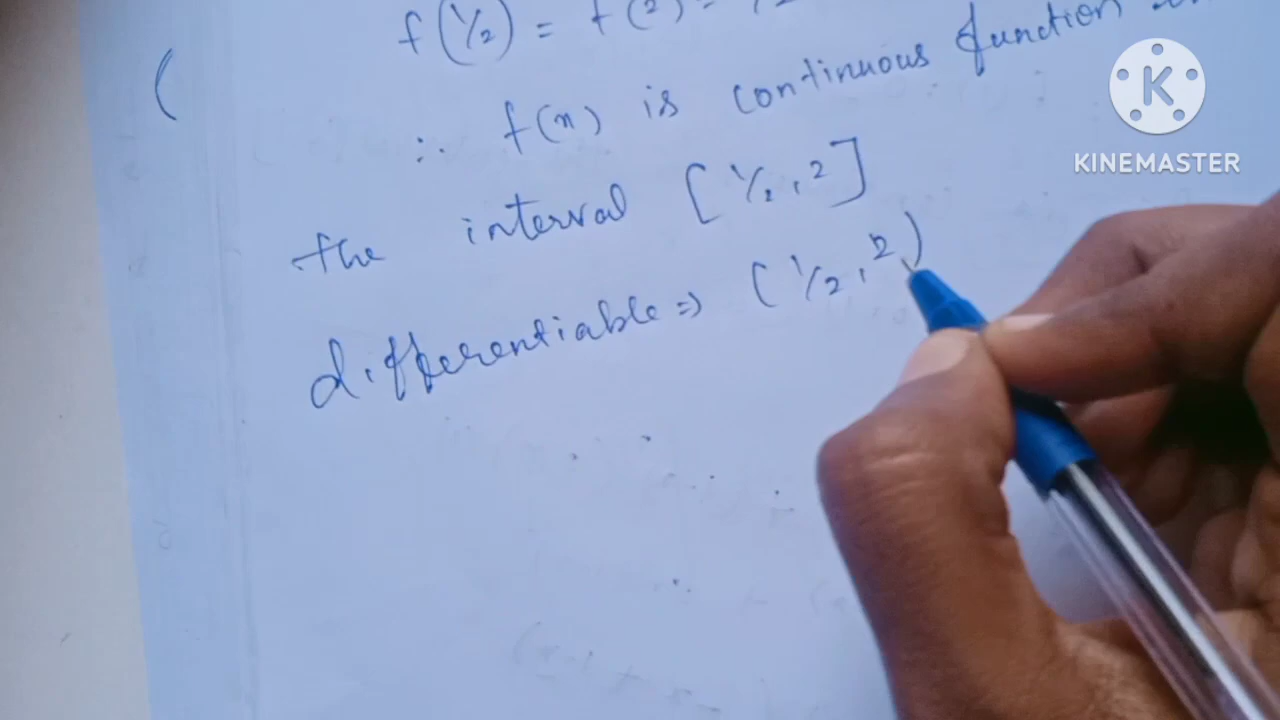 f(1/2) = f(2) =
∴ f(x) is continuous function
the interval [1/2, 2]
differentiable => (1/2, 2)
(
K
KINEMASTER